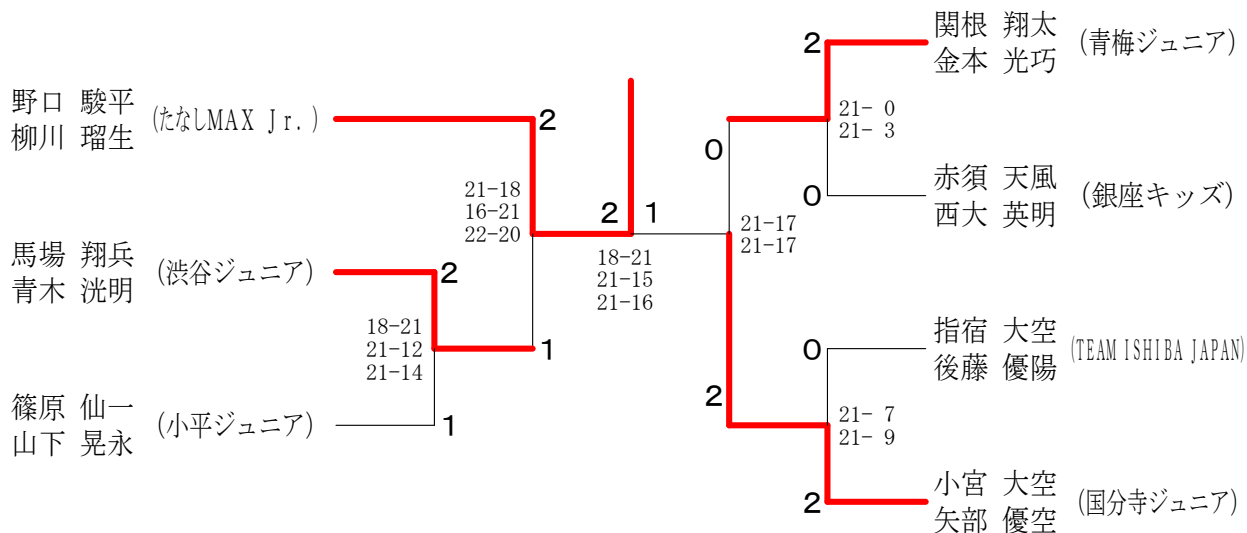 野口 駿平
柳川 瑠生
(たなしMAX Jr.)
2
21-18
16-21
22-20
馬場 翔兵
青木 洸明
(渋谷ジュニア)
2
18-21
21-12
21-14
1
篠原 仙一
山下 晃永
(小平ジュニア)
1
2
1
18-21
21-15
21-16
関根 翔太
金本 光巧
(青梅ジュニア)
2
21- 0
21- 3
0
赤須 天風
西大 英明
(銀座キッズ)
0
21-17
21-17
指宿 大空
後藤 優陽
(TEAM ISHIBA JAPAN)
0
2
21- 7
21- 9
小宮 大空
矢部 優空
(国分寺ジュニア)
2